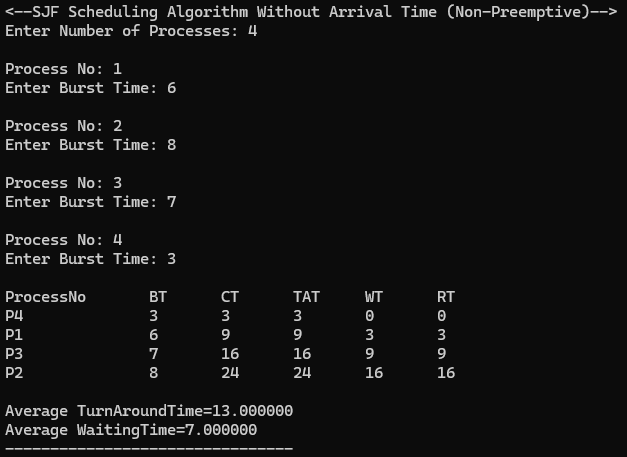 <--SJF Scheduling Algorithm Without Arrival Time (Non-Preemptive)-->
Enter Number of Processes: 4
Process No: 1
Enter Burst Time: 6
Process No: 2
Enter Burst Time: 8
Process No: 3
Enter Burst Time: 7
Process No: 4
Enter Burst Time: 3
ProcessNo BT CT TAT WT RT
P4 3 3 3 0 0
P1 6 9 9 3 3
P3 7 16 16 9 9
P2 8 24 24 16 16
Average TurnAroundTime=13.000000
Average WaitingTime=7.000000
--------------------------------